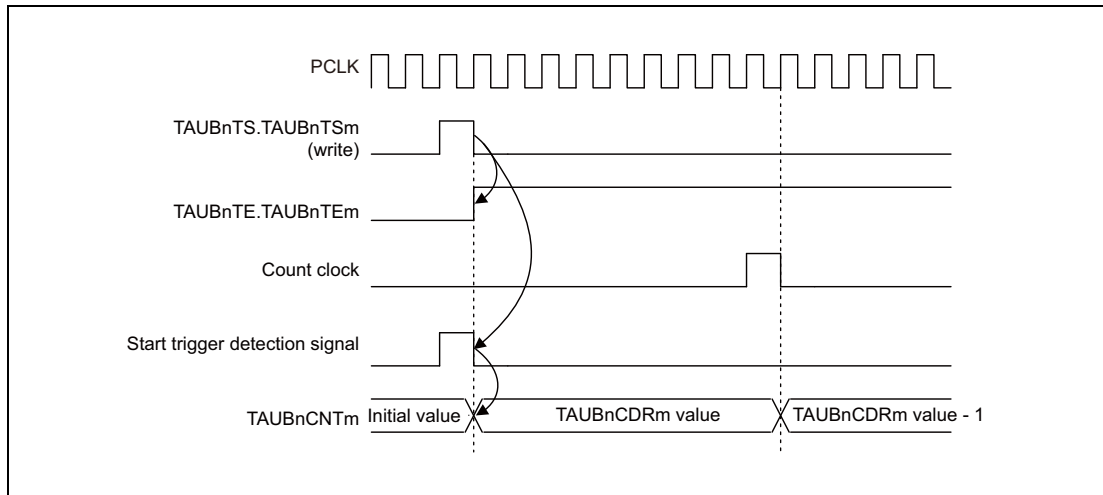 PCLK
TAUBnTS.TAUBnTSm
(write)
TAUBnTE.TAUBnTEm
Count clock
Start trigger detection signal
TAUBnCNTm
Initial value
TAUBnCDRm value
TAUBnCDRm value - 1